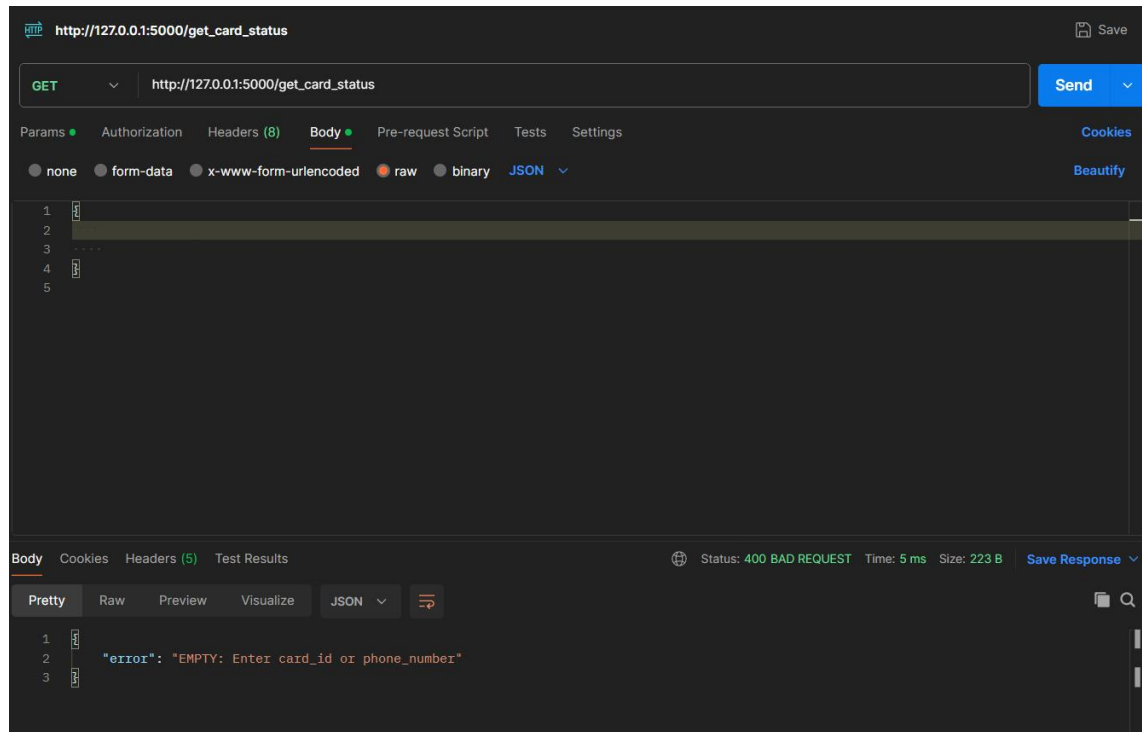 HTTP http://127.0.0.1:5000/get_card_status Save
GET http://127.0.0.1:5000/get_card_status Send
Params Authorization Headers (8) Body Pre-request Script Tests Settings Cookies
none form-data x-www-form-urlencoded raw binary JSON Beautify
1 {
2
3
4 }
5
Body Cookies Headers (5) Test Results Status: 400 BAD REQUEST Time: 5 ms Size: 223 B Save Response
Pretty Raw Preview Visualize JSON
1 {
2 "error": "EMPTY: Enter card_id or phone_number"
3 }